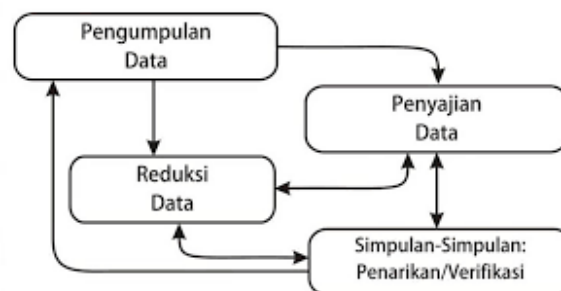 Pengumpulan
Data
Penyajian
Data
Reduksi
Data
Simpulan-Simpulan:
Penarikan/Verifikasi